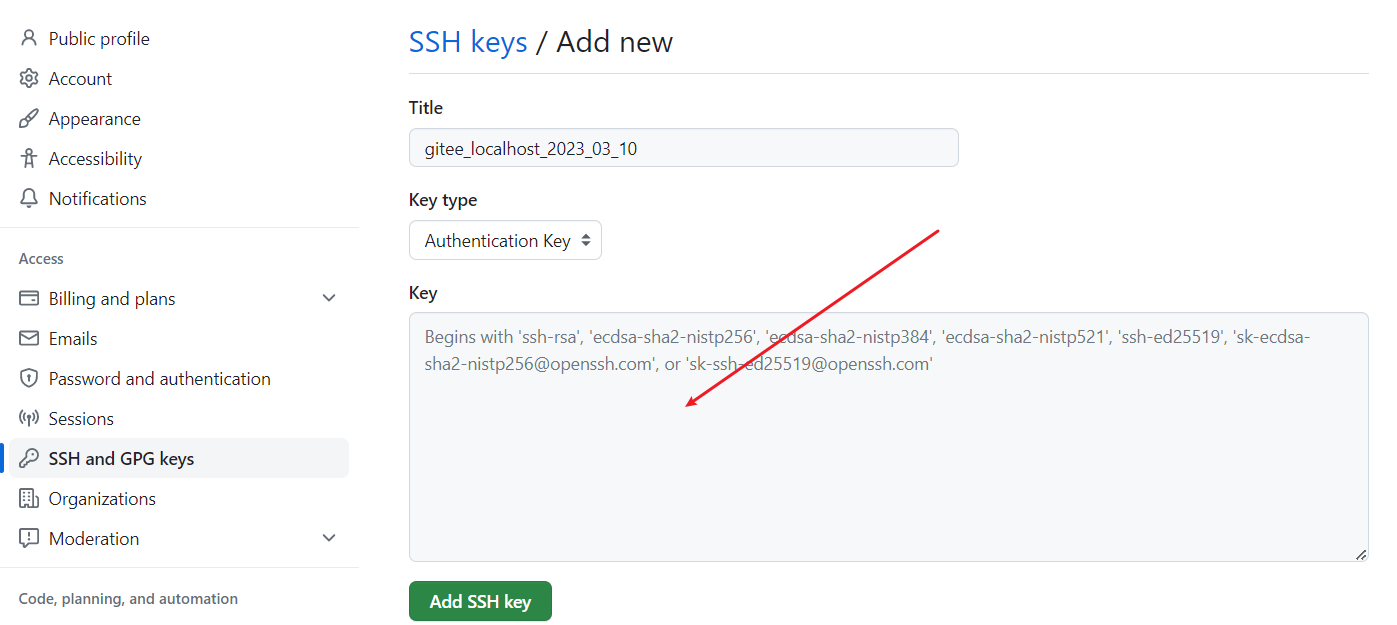 Public profile
Account
Appearance
Accessibility
Notifications
Access
Billing and plans
Emails
Password and authentication
Sessions
SSH and GPG keys
Organizations
Moderation
Code, planning, and automation
SSH keys / Add new
Title
gitee_localhost_2023_03_10
Key type
Authentication Key
Key
Begins with 'ssh-rsa', 'ecdsa-sha2-nistp256', 'ecdsa-sha2-nistp384', 'ecdsa-sha2-nistp521', 'ssh-ed25519', 'sk-ecdsa-
sha2-nistp256@openssh.com', or 'sk-ssh-ed25519@openssh.com'
Add SSH key